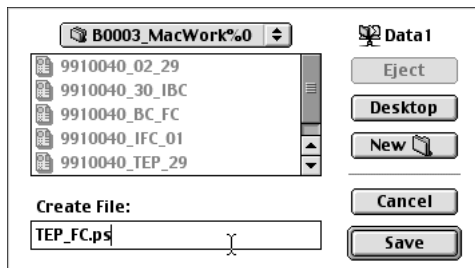 B0003_MacWork%0
Data1
9910040_02_29
9910040_30_IBC
9910040_BC_FC
9910040_IFC_01
9910040_TEP_29
Eject
Desktop
New
Create File:
TEP_FC.ps
Cancel
Save